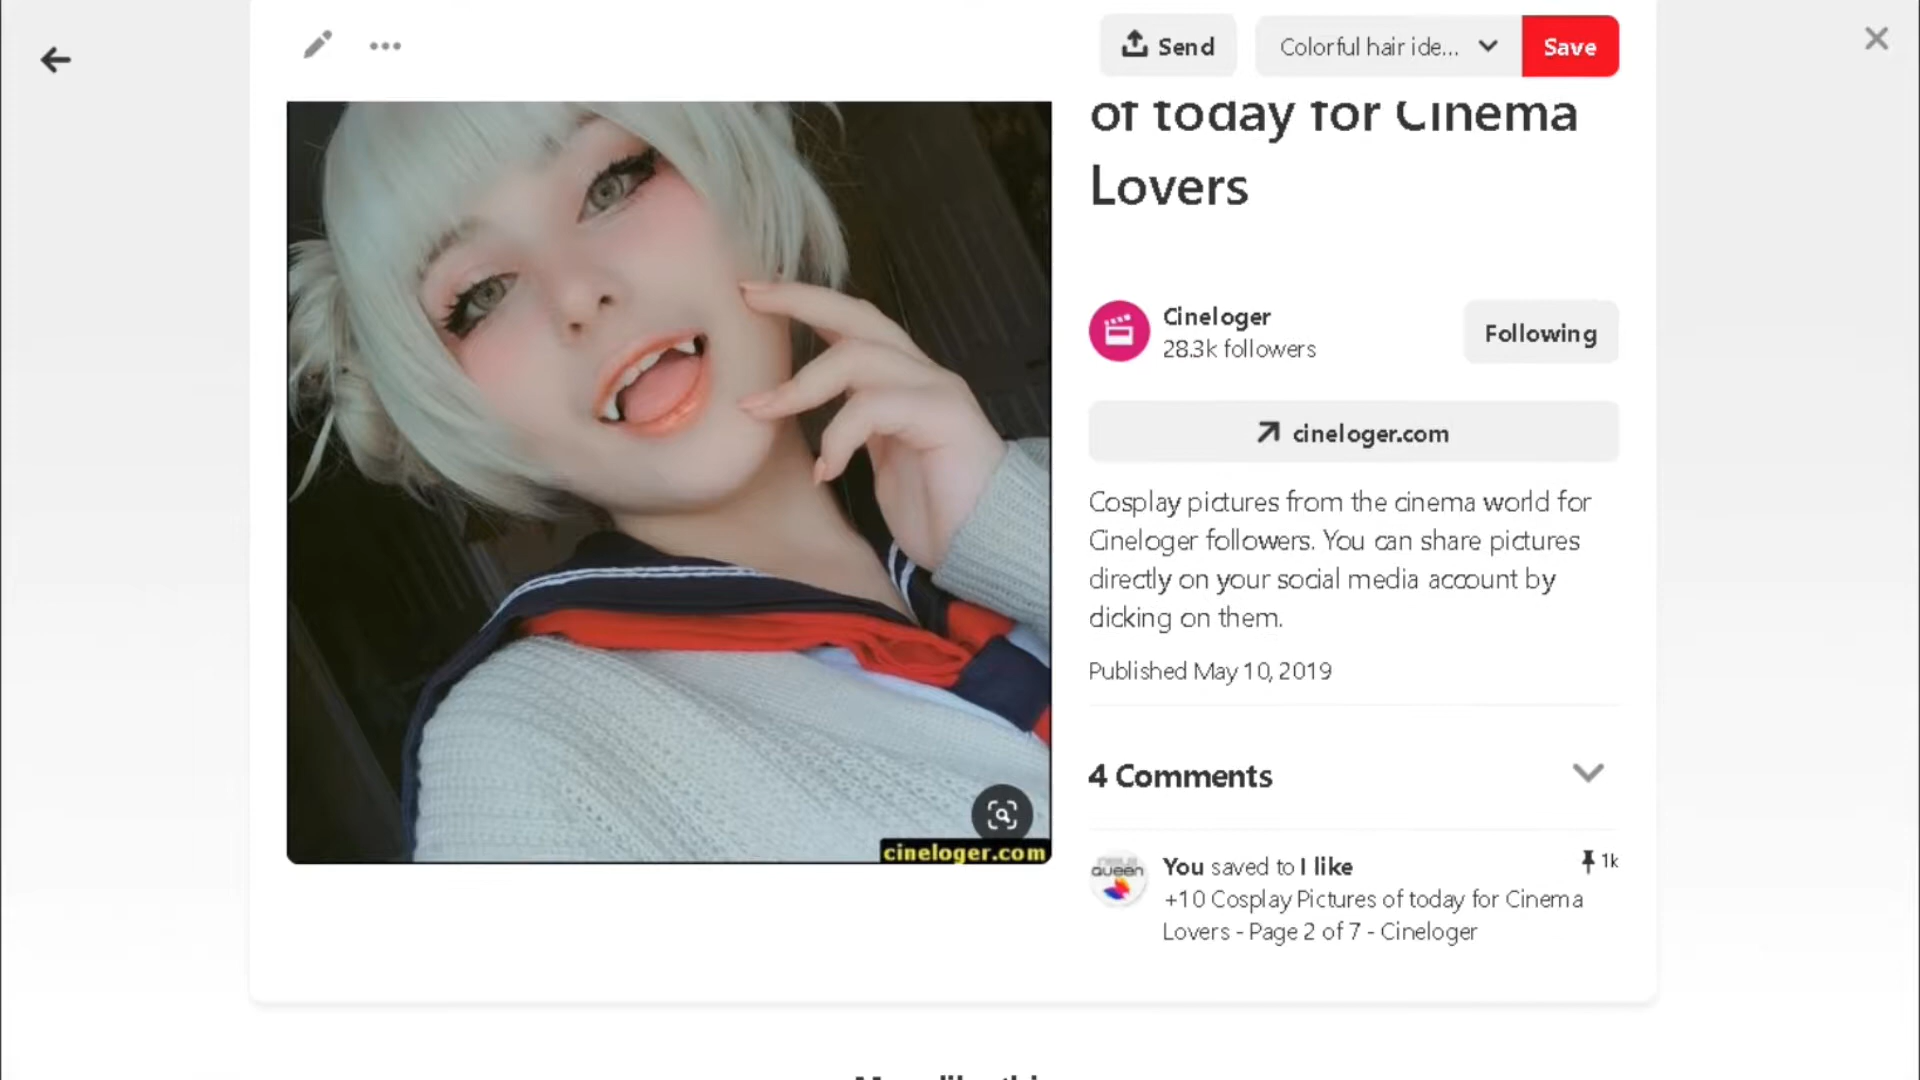 Send
Colorful hair ide...
Save
of today for Cinema
Lovers
Cineloger
28.3k followers
Following
cineloger.com
Cosplay pictures from the cinema world for
Cineloger followers. You can share pictures
directly on your social media account by
clicking on them.
Published May 10, 2019
4 Comments
cineloger.com
queen
You saved to I like
1k
+10 Cosplay Pictures of today for Cinema
Lovers - Page 2 of 7 - Cineloger